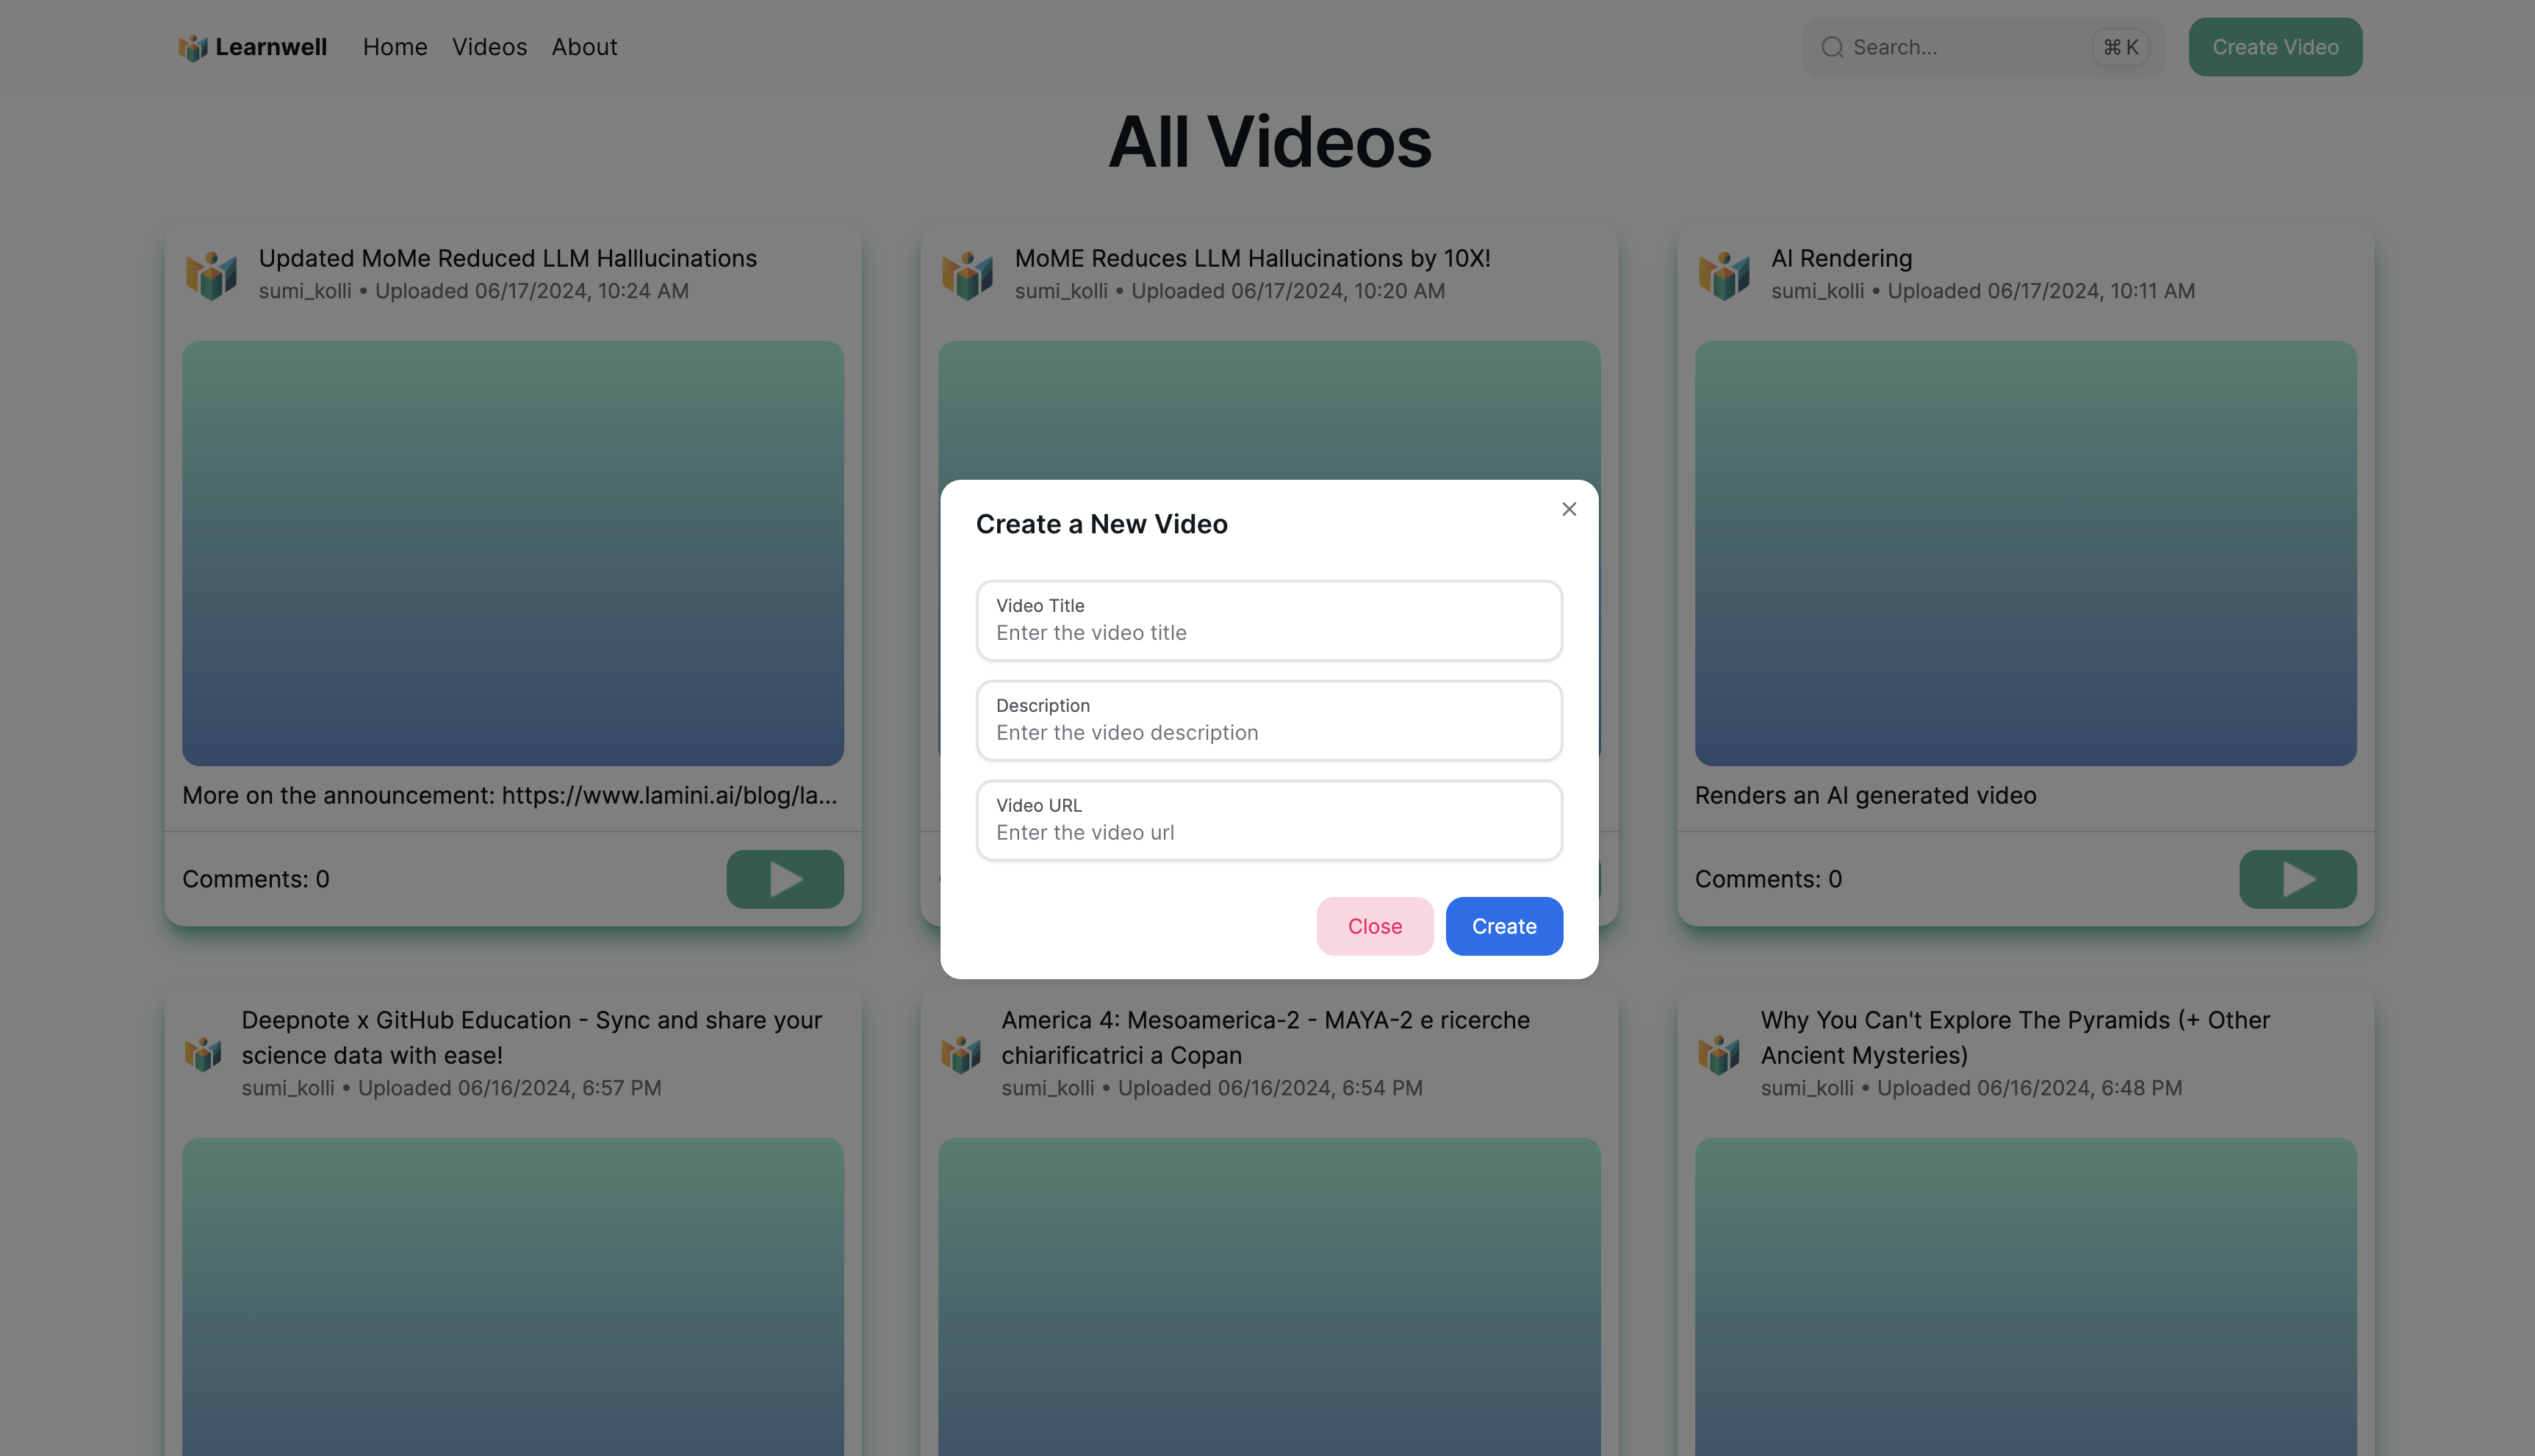 Learnwell Home Videos About Search... ⌘ K Create Video
All Videos
Updated MoMe Reduced LLM Halllucinations
sumi_kolli • Uploaded 06/17/2024, 10:24 AM
MoME Reduces LLM Hallucinations by 10X!
sumi_kolli • Uploaded 06/17/2024, 10:20 AM
AI Rendering
sumi_kolli • Uploaded 06/17/2024, 10:11 AM
Create a New Video
Video Title
Enter the video title
Description
Enter the video description
Video URL
Enter the video url
Close Create
More on the announcement: https://www.lamini.ai/blog/la...
Comments: 0
Renders an AI generated video
Comments: 0
Deepnote x GitHub Education - Sync and share your
science data with ease!
sumi_kolli • Uploaded 06/16/2024, 6:57 PM
America 4: Mesoamerica-2 - MAYA-2 e ricerche
chiarificatrici a Copan
sumi_kolli • Uploaded 06/16/2024, 6:54 PM
Why You Can't Explore The Pyramids (+ Other
Ancient Mysteries)
sumi_kolli • Uploaded 06/16/2024, 6:48 PM